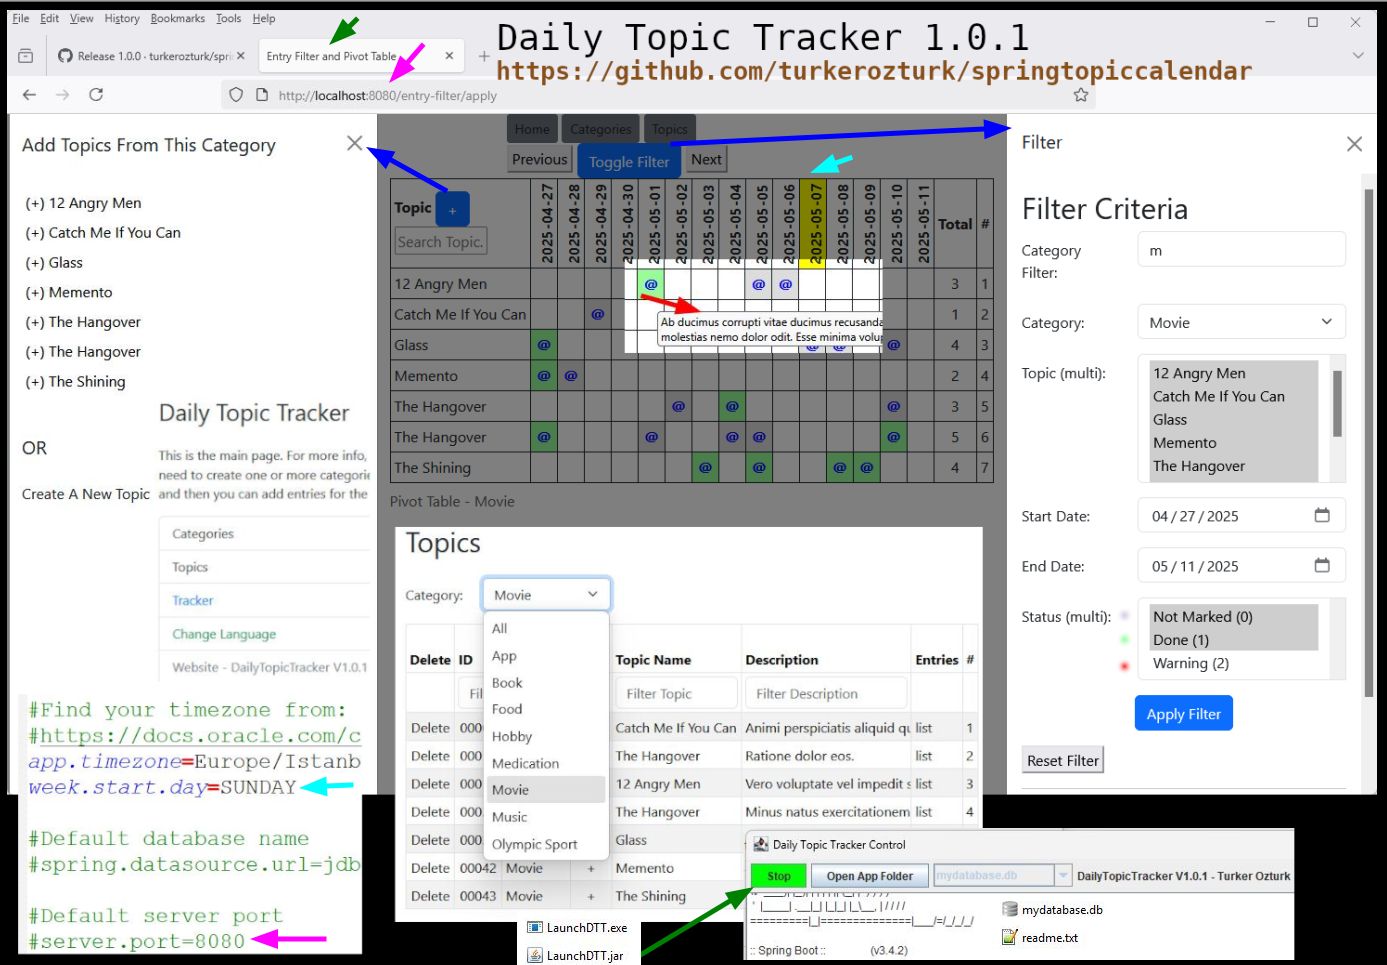 File Edit View History Bookmarks Tools Help
Daily Topic Tracker 1.0.1
Release 1.0.0 · turkerozturk/spri
Entry Filter and Pivot Table
https://github.com/turkerozturk/springtopiccalendar
http://localhost:8080/entry-filter/apply
Add Topics From This Category
(+) 12 Angry Men
(+) Catch Me If You Can
(+) Glass
(+) Memento
(+) The Hangover
(+) The Hangover
(+) The Shining
OR
Create A New Topic
Daily Topic Tracker
This is the main page. For more info,
need to create one or more categorie
and then you can add entries for the
Categories
Topics
Tracker
Change Language
Website - DailyTopicTracker V1.0.1
#Find your timezone from:
#https://docs.oracle.com/c
app.timezone=Europe/Istanb
week.start.day=SUNDAY
#Default database name
#spring.datasource.url=jdb
#Default server port
#server.port=8080
Home Categories Topics
Previous Toggle Filter Next
Topic + 2025-04-27 2025-04-28 2025-04-29 2025-04-30 2025-05-01 2025-05-02 2025-05-03 2025-05-04 2025-05-05 2025-05-06 2025-05-07 2025-05-08 2025-05-09 2025-05-10 2025-05-11 Total #
Search Topic.
12 Angry Men @ @ @ 3 1
Catch Me If You Can @ 1 2
Ab ducimus corrupti vitae ducimus recusanda
molestias nemo dolor odit. Esse minima volup
Glass @ @ @ @ 4 3
Memento @ @ 2 4
The Hangover @ @ @ 3 5
The Hangover @ @ @ @ @ 5 6
The Shining @ @ @ @ 4 7
Pivot Table - Movie
Topics
Category: Movie
All
App
Book
Food
Hobby
Medication
Movie
Music
Olympic Sport
Delete ID Topic Name Description Entries #
Fil Filter Topic Filter Description
Delete 000 Catch Me If You Can Animi perspiciatis aliquid qu list 1
Delete 000 The Hangover Ratione dolor eos. list 2
Delete 000 12 Angry Men Vero voluptate vel impedit s list 3
Delete 000 The Hangover Minus natus exercitationem list 4
Delete 000 Glass
Delete 00042 Movie + Memento
Delete 00043 Movie + The Shining
LaunchDTT.exe
LaunchDTT.jar
Daily Topic Tracker Control
Stop Open App Folder mydatabase.db DailyTopicTracker V1.0.1 - Turker Ozturk
' |____| .__|_| |_|_| |_\__, | / / / /
=========|_|==============|___/=/_/_/_/
:: Spring Boot :: (v3.4.2)
mydatabase.db
readme.txt
Filter
Filter Criteria
Category Filter: m
Category: Movie
Topic (multi):
12 Angry Men
Catch Me If You Can
Glass
Memento
The Hangover
Start Date: 04 / 27 / 2025
End Date: 05 / 11 / 2025
Status (multi):
Not Marked (0)
Done (1)
Warning (2)
Apply Filter
Reset Filter